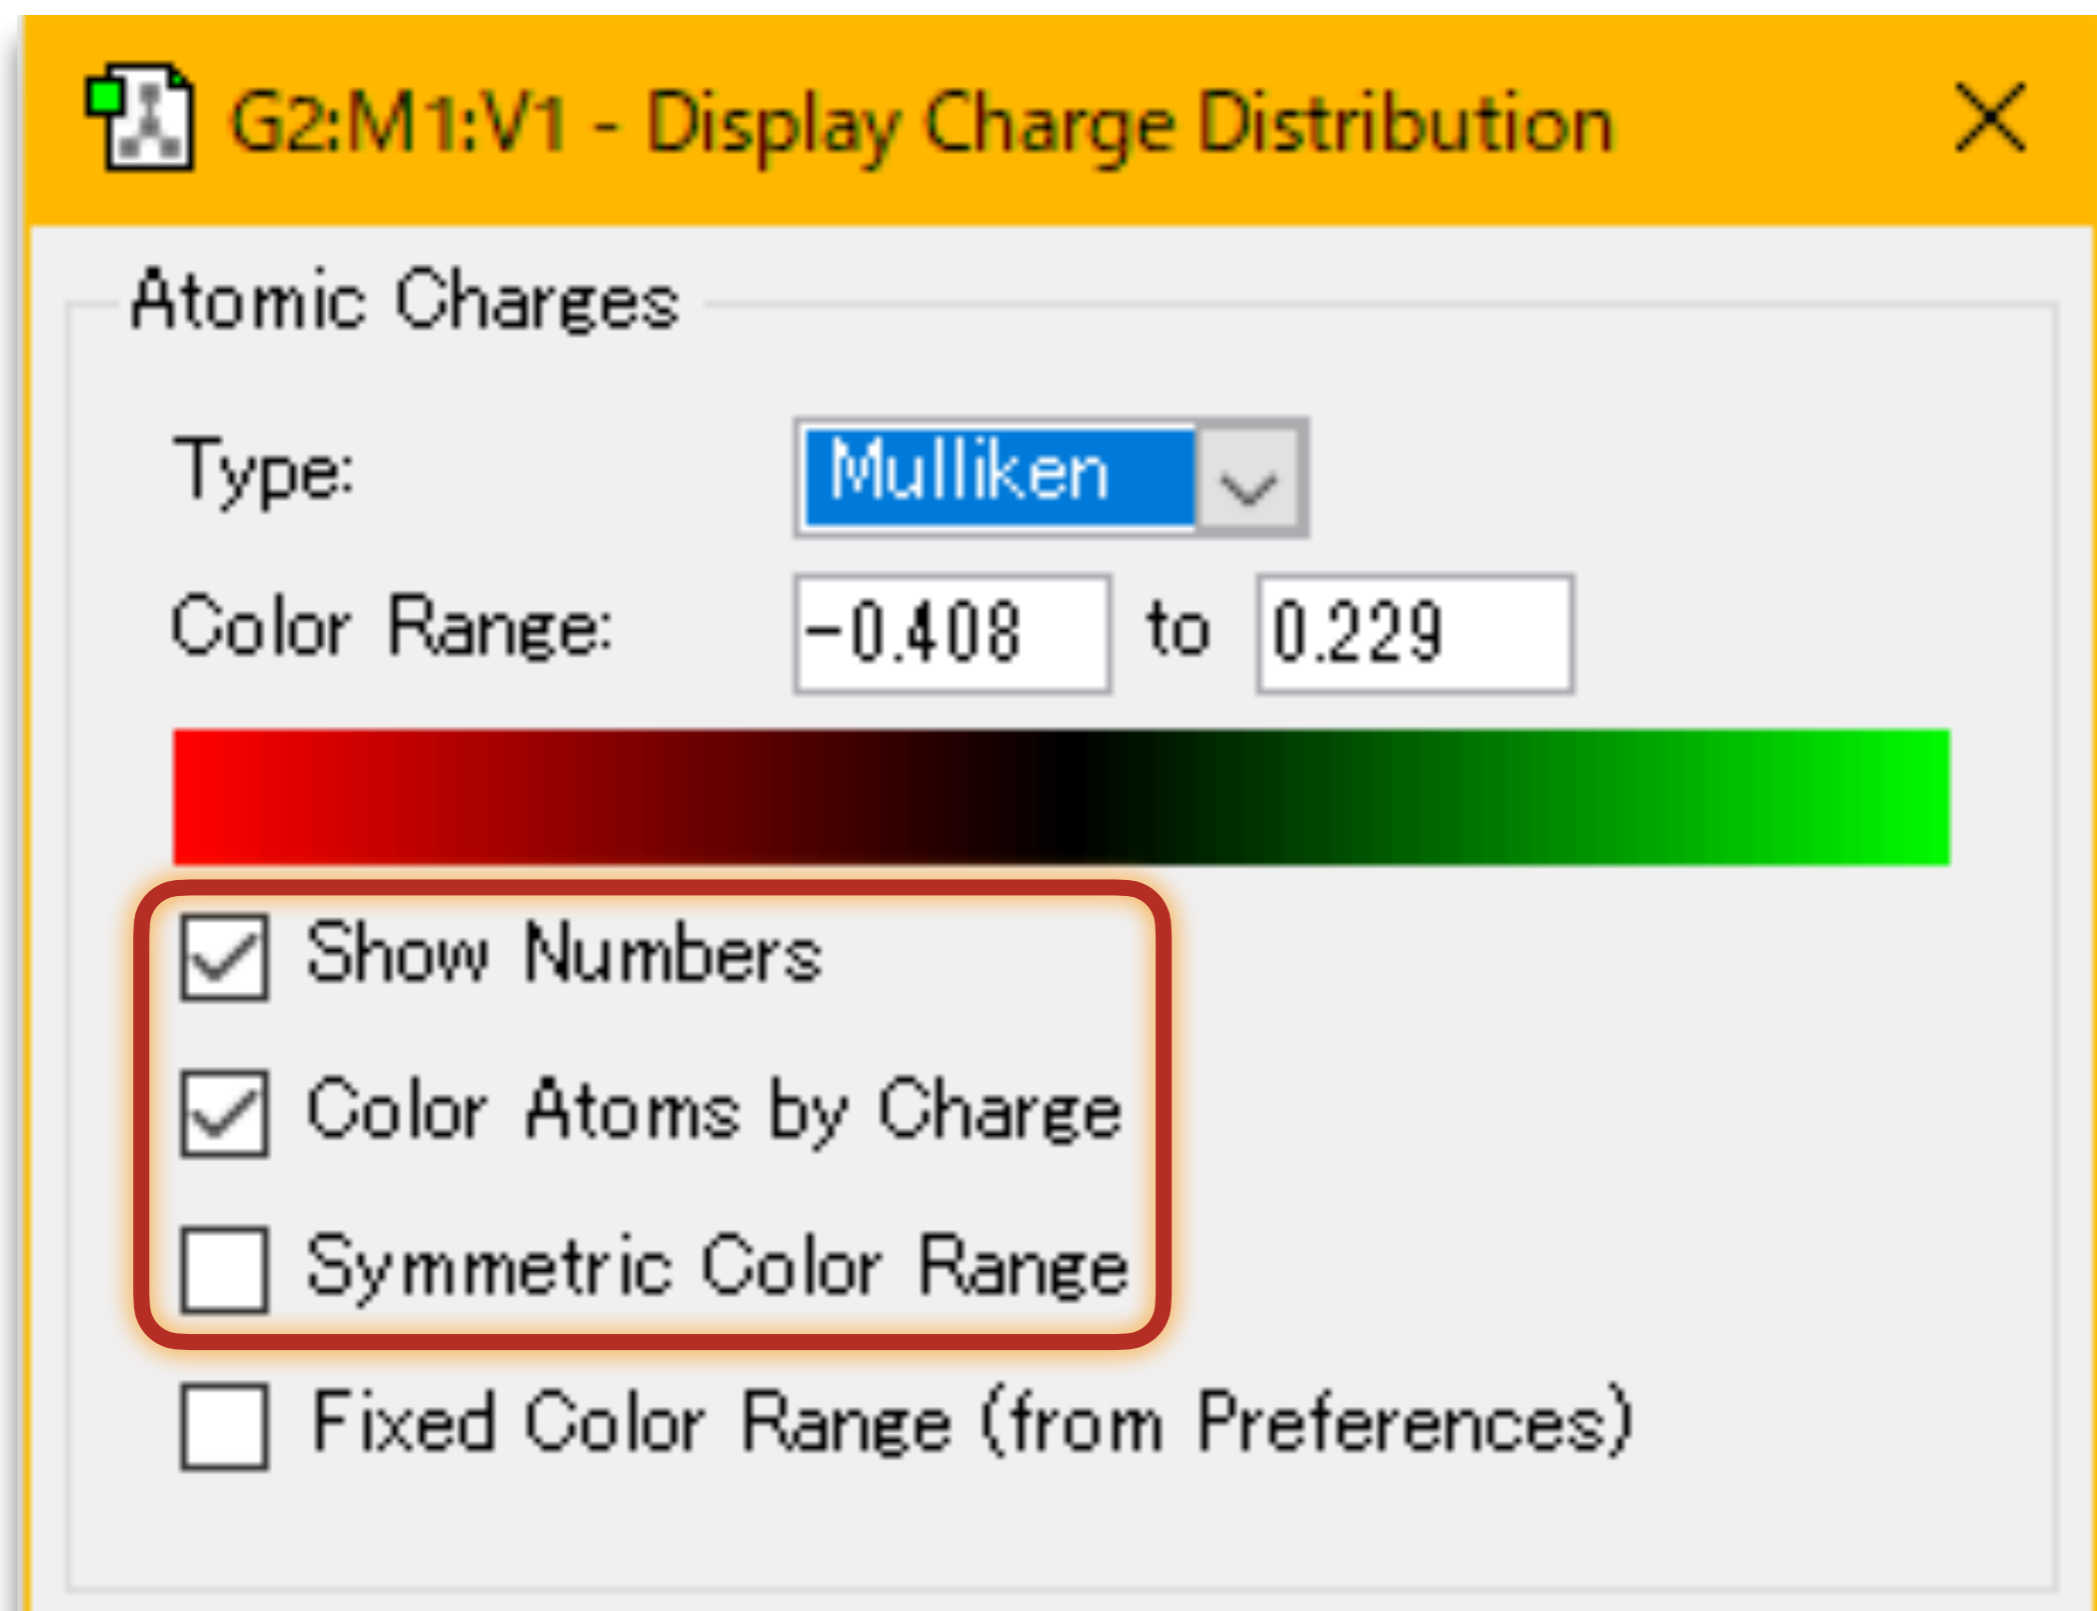 G2:M1:V1 - Display Charge Distribution
Atomic Charges
Type: Mulliken
Color Range: -0.408 to 0.229
Show Numbers
Color Atoms by Charge
Symmetric Color Range
Fixed Color Range (from Preferences)